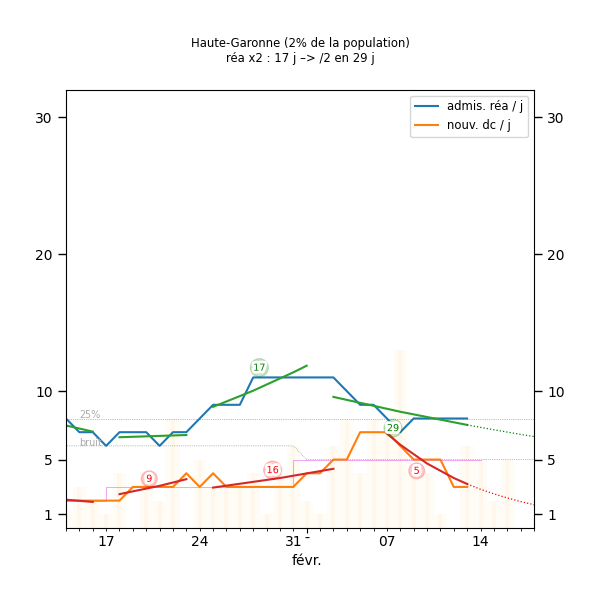 Haute-Garonne (2% de la population)
réa x2 : 17 j –> /2 en 29 j
admis. réa / j
nouv. dc / j
30 30
20 20
10 10
5 5
1 1
25%
bruit
17
29
9
16
5
17 24 31 - 07 14
févr.